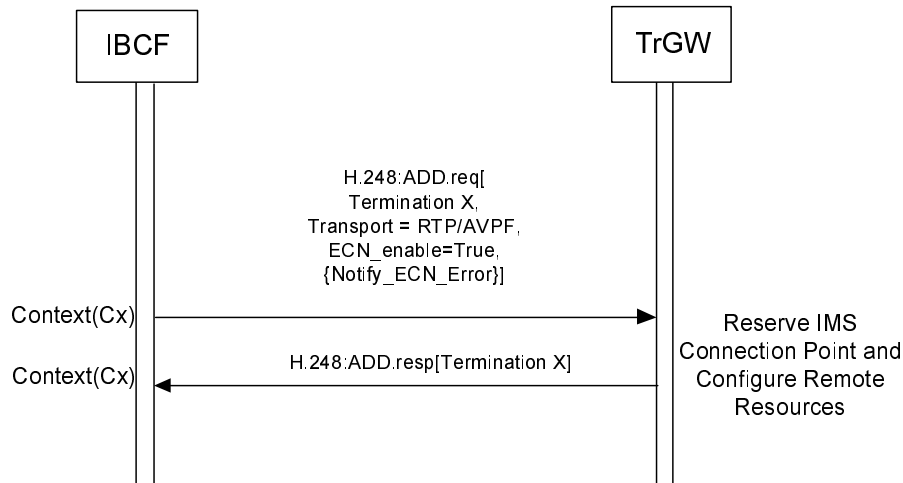 IBCF
TrGW
H.248:ADD.req[
Termination X,
Transport = RTP/AVPF,
ECN_enable=True,
{Notify_ECN_Error}]
Context(Cx)
Reserve IMS
Connection Point and
Configure Remote
Resources
H.248:ADD.resp[Termination X]
Context(Cx)